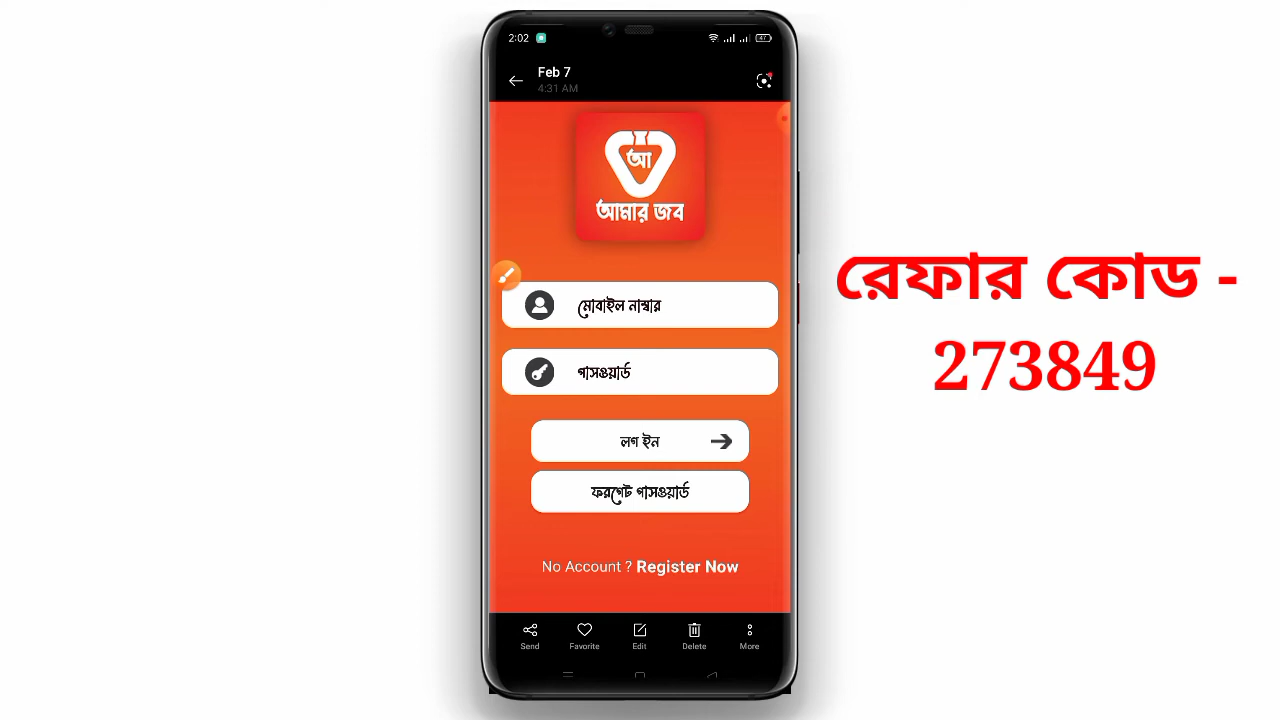 2:02
47
Feb 7
4:31 AM
আ
আমার জব
মোবাইল নাম্বার
পাসওয়ার্ড
লগ ইন
ফরগেট পাসওয়ার্ড
No Account ? Register Now
Send Favorite Edit Delete More
রেফার কোড -
273849